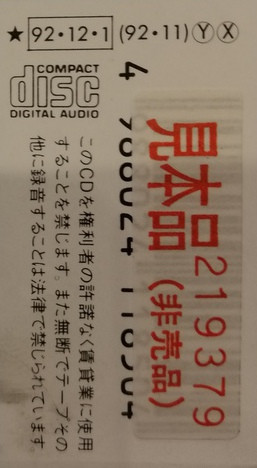 ★92・12・1(92・11)ⓎⓍ
COMPACT
disc
DIGITAL AUDIO
このCDを権利者の許諾なく賃貸業に使用
することを禁じます。また無断でテープその
他に録音することは法律で禁じられています
見本品
(非売品)
219379
4